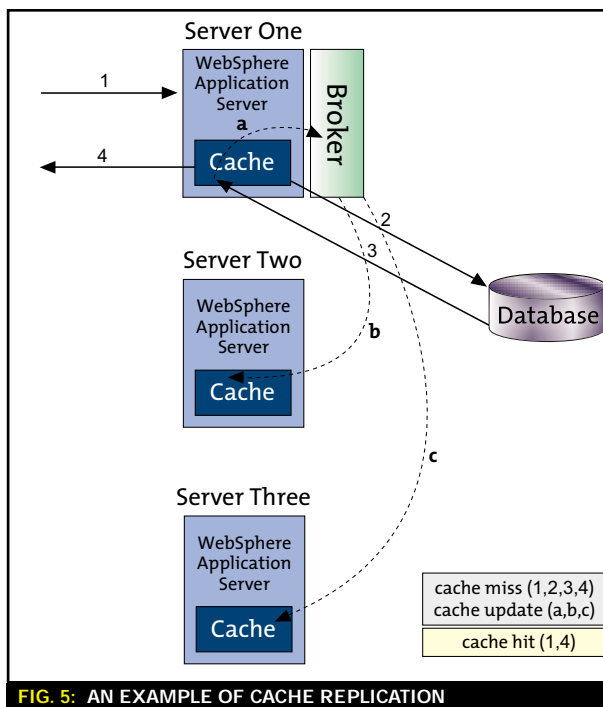 Server One
WebSphere
Application
Server
Broker
1
a
4
Cache
2
3
Server Two
WebSphere
Application
Server
Database
b
Cache
c
Server Three
WebSphere
Application
Server
Cache
cache miss (1,2,3,4)
cache update (a,b,c)
cache hit (1,4)
FIG. 5: AN EXAMPLE OF CACHE REPLICATION